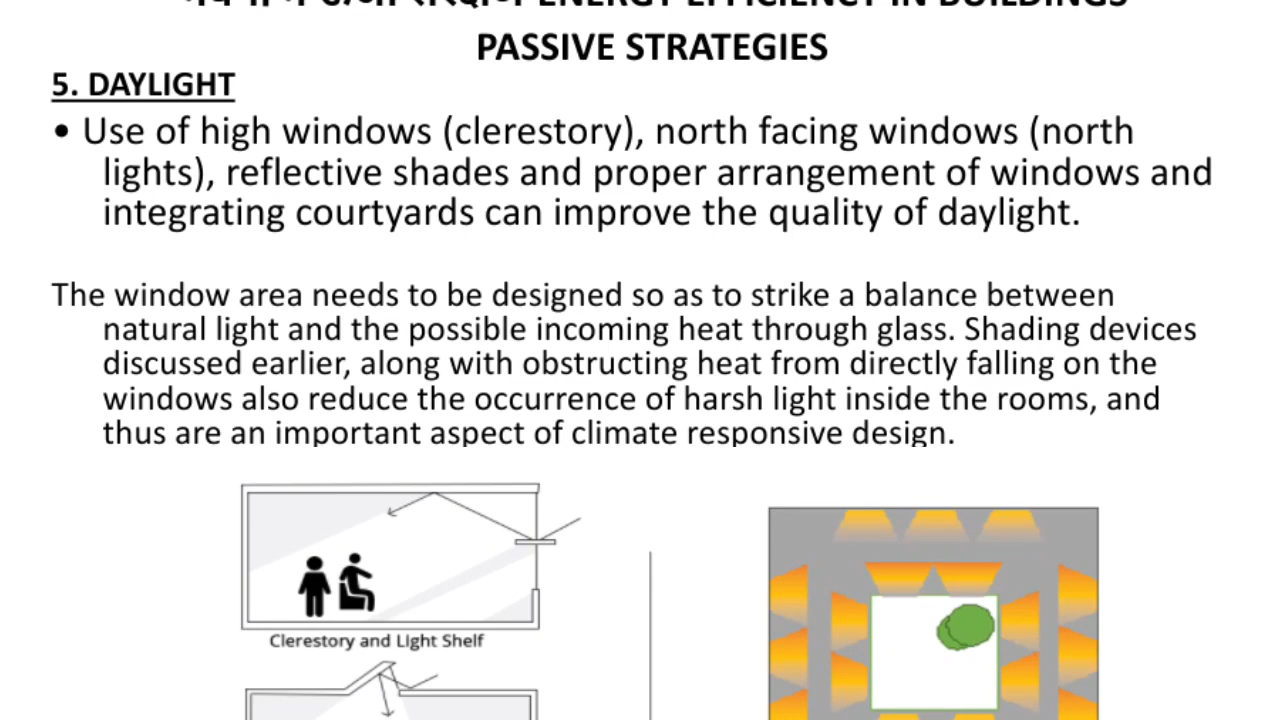 ENERGY EFFICIENCY IN BUILDINGS
PASSIVE STRATEGIES
5. DAYLIGHT
• Use of high windows (clerestory), north facing windows (north
lights), reflective shades and proper arrangement of windows and
integrating courtyards can improve the quality of daylight.
The window area needs to be designed so as to strike a balance between
natural light and the possible incoming heat through glass. Shading devices
discussed earlier, along with obstructing heat from directly falling on the
windows also reduce the occurrence of harsh light inside the rooms, and
thus are an important aspect of climate responsive design.
Clerestory and Light Shelf